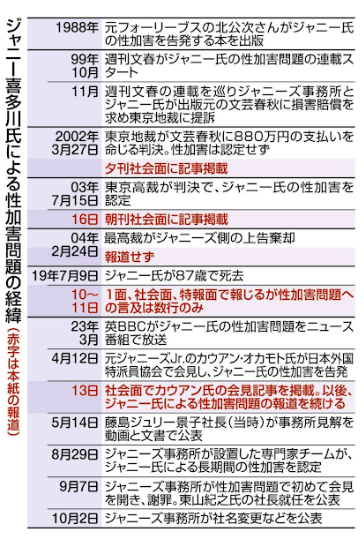 ジャニー喜多川氏による性加害問題の経緯(赤字は本紙の報道)
1988年 元フォーリーブスの北公次さんがジャニー氏
の性加害を告発する本を出版
99年 週刊文春がジャニー氏の性加害問題の連載ス
10月 タート
11月 週刊文春の連載を巡りジャニーズ事務所と
ジャニー氏が出版元の文芸春秋に損害賠償を
求め東京地裁に提訴
2002年 東京地裁が文芸春秋に880万円の支払いを
3月27日 命じる判決。性加害は認定せず
夕刊社会面に記事掲載
03年 東京高裁が判決で、ジャニー氏の性加害を
7月15日 認定
16日 朝刊社会面に記事掲載
04年 最高裁がジャニーズ側の上告棄却
2月24日 報道せず
19年7月9日 ジャニー氏が87歳で死去
10〜 1面、社会面、特報面で報じるが性加害問題へ
11日 の言及は数行のみ
23年 英BBCがジャニー氏の性加害問題をニュース
3月 番組で放送
4月12日 元ジャニーズJr.のカウアン・オカモト氏が日本外国
特派員協会で会見し、ジャニー氏の性加害を告発
13日 社会面でカウアン氏の会見記事を掲載。以後、
ジャニー氏による性加害問題の報道を続ける
5月14日 藤島ジュリー景子社長(当時)が事務所見解を
動画と文書で公表
8月29日 ジャニーズ事務所が設置した専門家チームが、
ジャニー氏による長期間の性加害を認定
9月7日 ジャニーズ事務所が性加害問題で初めて会見
を開き、謝罪。東山紀之氏の社長就任を公表
10月2日 ジャニーズ事務所が社名変更などを公表